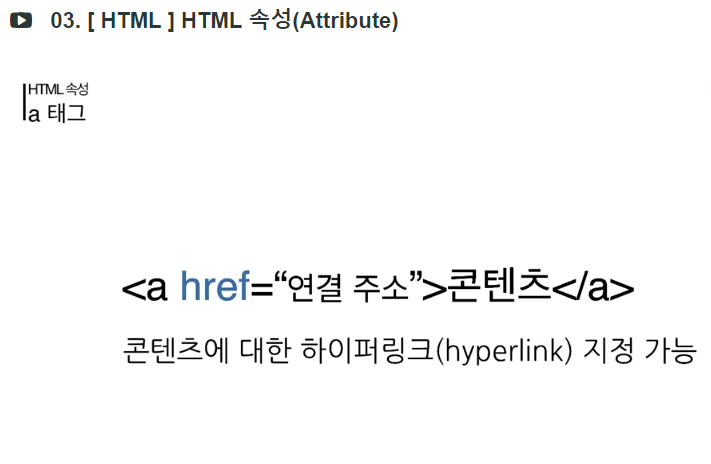 03. [ HTML ] HTML 속성(Attribute)
HTML 속성
a 태그
<a href=“연결 주소”>콘텐츠</a>
콘텐츠에 대한 하이퍼링크(hyperlink) 지정 가능